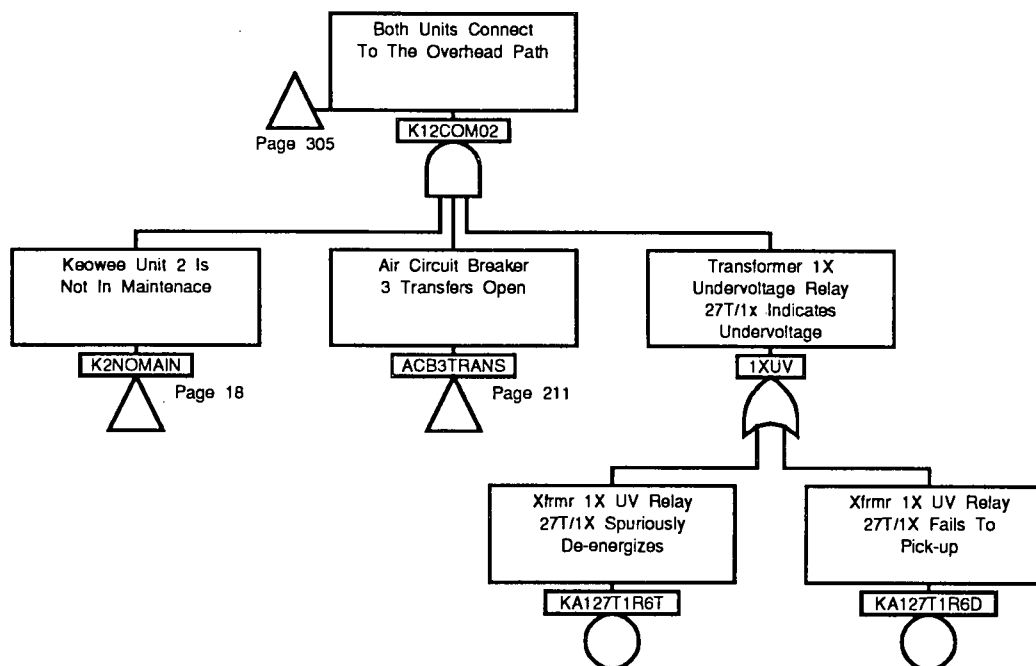 Both Units Connect
To The Overhead Path
Page 305
K12COM02
Keowee Unit 2 Is
Not In Maintenace
K2NOMAIN
Page 18
Air Circuit Breaker
3 Transfers Open
ACB3TRANS
Page 211
Transformer 1X
Undervoltage Relay
27T/1x Indicates
Undervoltage
1XUV
Xfrmr 1X UV Relay
27T/1X Spuriously
De-energizes
KA127T1R6T
Xfrmr 1X UV Relay
27T/1X Fails To
Pick-up
KA127T1R6D